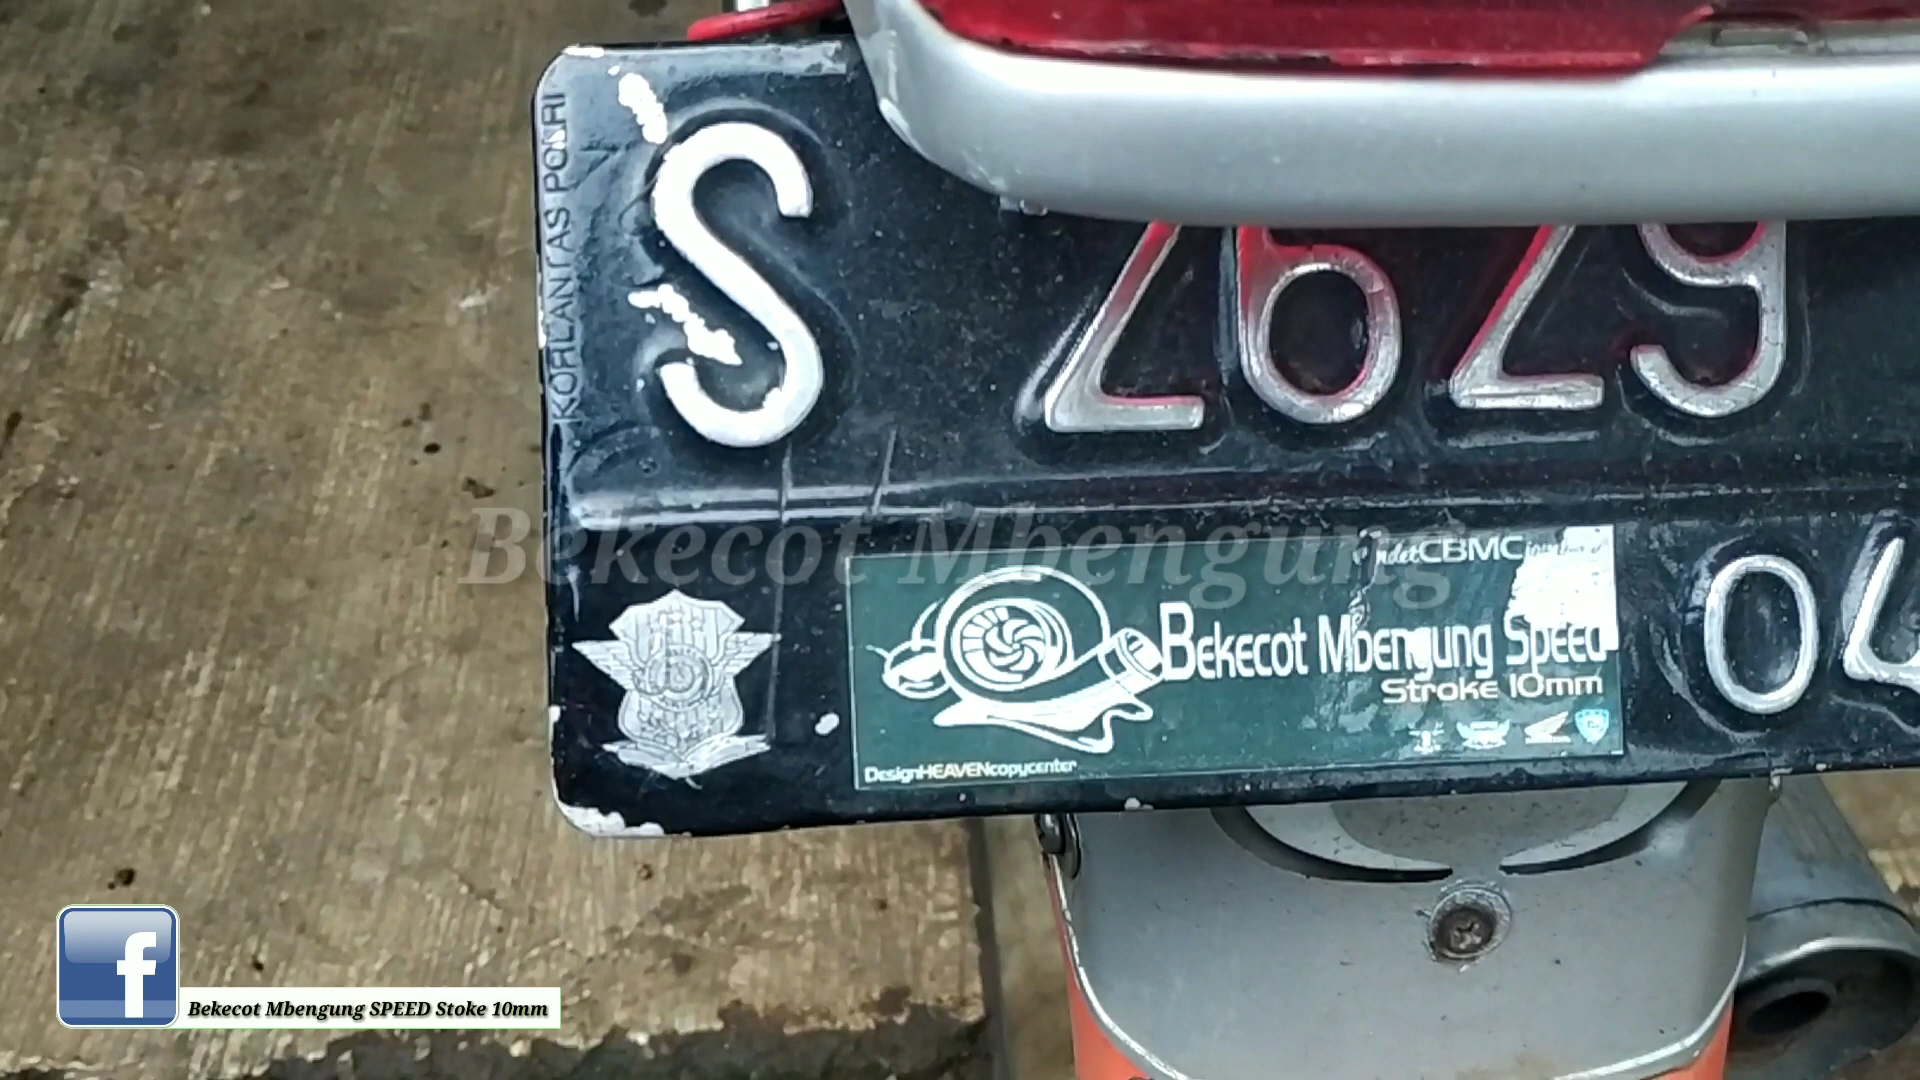 KORLANTAS POLRI
S 2629
Bekecot Mbengung
CBMC
Bekecot Mbengung Speed
Stroke 10mm
DesignHEAVENcopycenter
04
f
Bekecot Mbengung SPEED Stoke 10mm